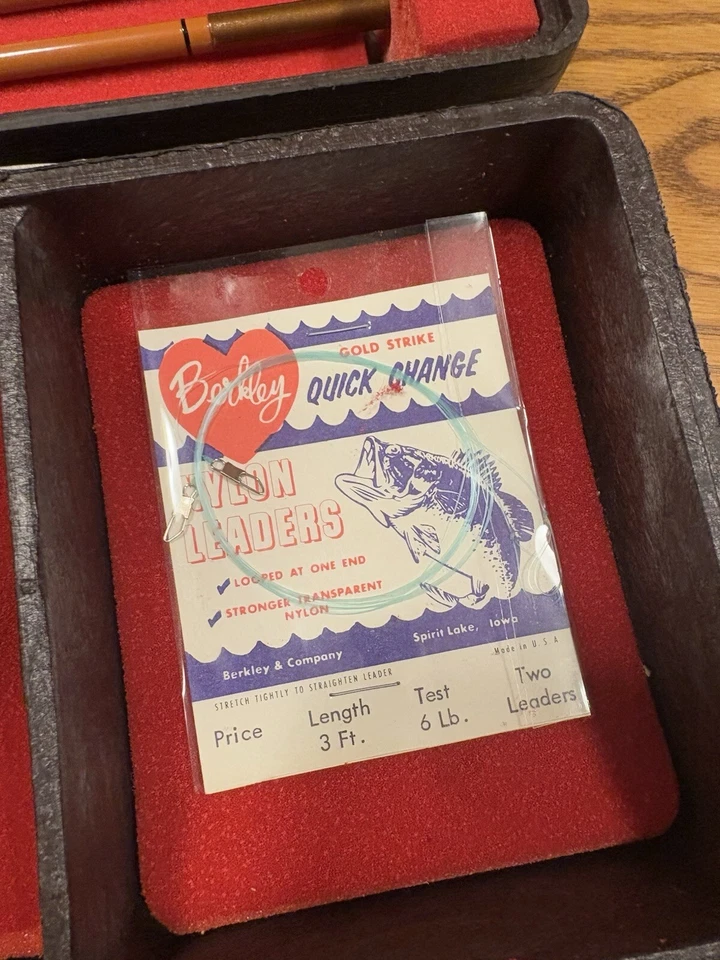 Berkley
GOLD STRIKE
QUICK CHANGE
NYLON
LEADERS
LOOPED AT ONE END
STRONGER TRANSPARENT
NYLON
Berkley & Company
Spirit Lake, Iowa
Made in U.S.A
STRETCH TIGHTLY TO STRAIGHTEN LEADER
Price
Length
3 Ft.
Test
6 Lb.
Two
Leaders